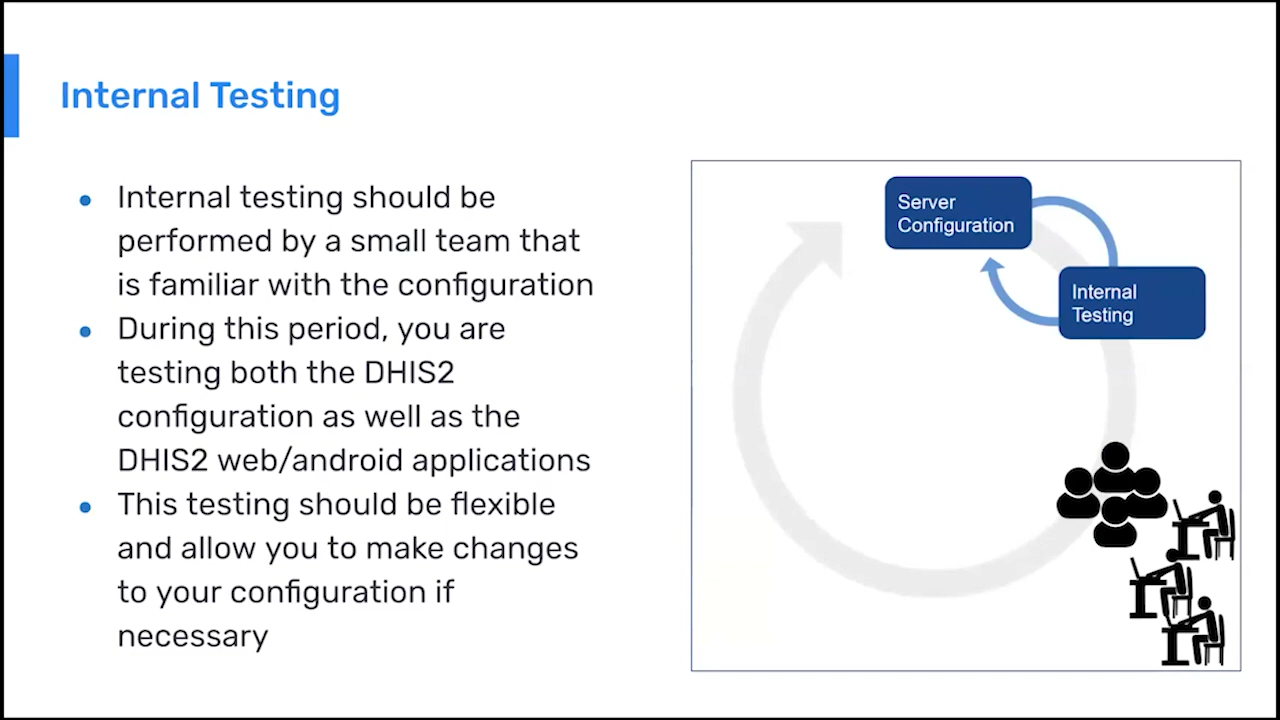 Internal Testing
Internal testing should be
performed by a small team that
is familiar with the configuration
During this period, you are
testing both the DHIS2
configuration as well as the
DHIS2 web/android applications
This testing should be flexible
and allow you to make changes
to your configuration if
necessary
Server
Configuration
Internal
Testing